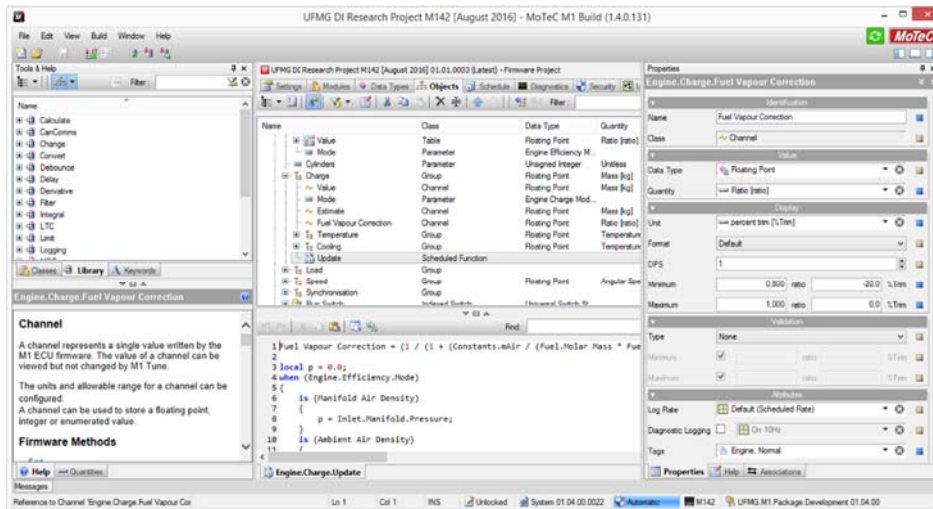 UFMG DI Research Project M142 [August 2016] - MoTeC M1 Build (1.4.0.131)
File Edit View Build Window Help
MoTeC
Tools & Help
Filter:
Name
Calculate
CanComms
Change
Convert
Debounce
Delay
Derivative
Filter
Integral
LTC
Limit
Logging
Classes Library Keywords
Engine.Charge.Fuel Vapour Correction
Channel
A channel represents a single value written by the
M1 ECU firmware. The value of a channel can be
viewed but not changed by M1 Tune.
The units and allowable range for a channel can be
configured.
A channel can be used to store a floating point,
integer or enumerated value.
Firmware Methods
Help Quantities
Messages
UFMG DI Research Project M142 [August 2016] 01.01.0003 (Latest) - Firmware Project
Settings Modules Data Types Objects Schedule Diagnostics Security
Filter:
Name Class Data Type Quantity
Value Table Floating Point Ratio [ratio]
Mode Parameter Engine Efficiency M...
Cylinders Parameter Unsigned Integer Unitless
Charge Group Floating Point Mass [kg]
Value Channel Floating Point Mass [kg]
Mode Parameter Engine Charge Mod...
Estimate Channel Floating Point Mass [kg]
Fuel Vapour Correction Channel Floating Point Ratio [ratio]
Temperature Group Floating Point Temperature
Cooling Group Floating Point Temperature
Update Scheduled Function
Load Group
Speed Group Floating Point Angular Spe
Synchronisation Group
Run Switch Indexed Switch Universal Switch St
Find:
1 Fuel Vapour Correction = (1 / (1 + (Constants.mAir / (Fuel.Molar Mass * Fue
2
3 local p = 0.0;
4 when (Engine.Efficiency.Mode)
5 {
6 is (Manifold Air Density)
7 {
8 p = Inlet.Manifold.Pressure;
9 }
10 is (Ambient Air Density)
11 {
Engine.Charge.Update
Properties
Engine.Charge.Fuel Vapour Correction
Identification
Name Fuel Vapour Correction
Class Channel
Value
Data Type Floating Point
Quantity Ratio [ratio]
Display
Unit percent trim [%Trim]
Format Default
DPS 1
Minimum 0.800 ratio -20.0 %Trim
Maximum 1.000 ratio 0.0 %Trim
Validation
Type None
Minimum ratio %Trim
Maximum ratio %Trim
Attributes
Log Rate Default (Scheduled Rate)
Diagnostic Logging On 10Hz
Tags Engine, Normal
Properties Help Associations
Reference to Channel 'Engine.Charge.Fuel Vapour Cor Ln 1 Col 1 INS Unlocked System 01.04.00.0022 Automatic M142 UFMG.M1.Package.Development 01.04.00